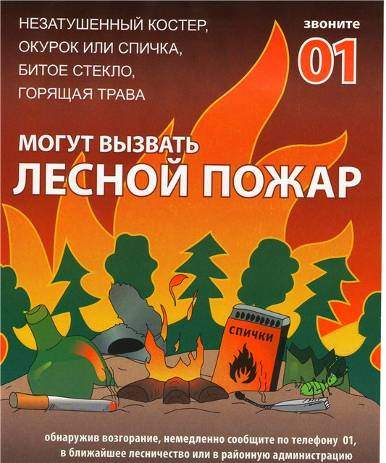 НЕЗАТУШЕННЫЙ КОСТЕР,
ОКУРОК ИЛИ СПИЧКА,
БИТОЕ СТЕКЛО,
ГОРЯЩАЯ ТРАВА
звоните
01
МОГУТ ВЫЗВАТЬ
ЛЕСНОЙ ПОЖАР
СПИЧКИ
обнаружив возгорание, немедленно сообщите по телефону 01,
в ближайшее лесничество или в районную администрацию